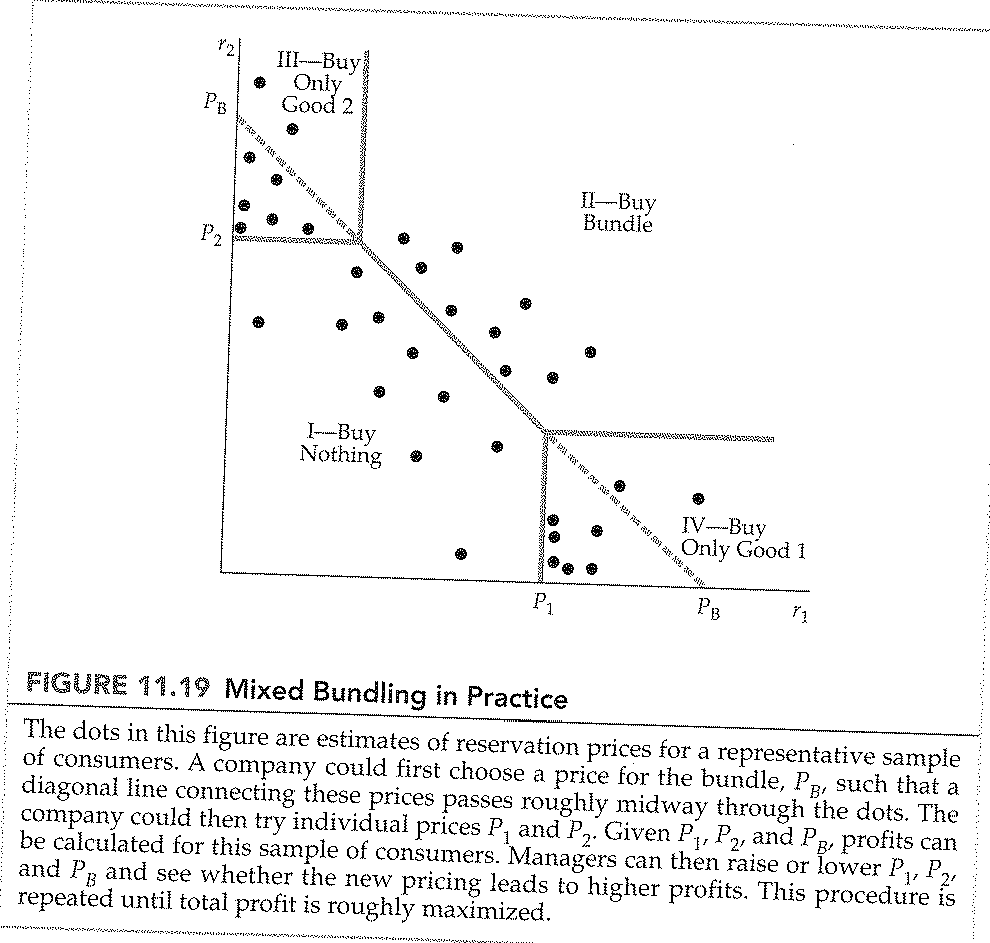 r2
III—Buy
Only
Good 2
PB
II—Buy
Bundle
P2
I—Buy
Nothing
IV—Buy
Only Good 1
P1
PB
r1
FIGURE 11.19 Mixed Bundling in Practice
The dots in this figure are estimates of reservation prices for a representative sample
of consumers. A company could first choose a price for the bundle, PB, such that a
diagonal line connecting these prices passes roughly midway through the dots. The
company could then try individual prices P1 and P2. Given P1, P2, and PB, profits can
be calculated for this sample of consumers. Managers can then raise or lower P1, P2,
and PB and see whether the new pricing leads to higher profits. This procedure is
repeated until total profit is roughly maximized.